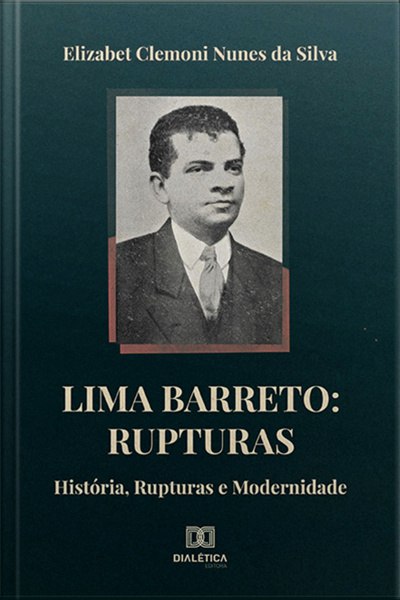 Elizabet Clemoni Nunes da Silva
LIMA BARRETO:
RUPTURAS
História, Rupturas e Modernidade
DIALÉTICA
EDITORA